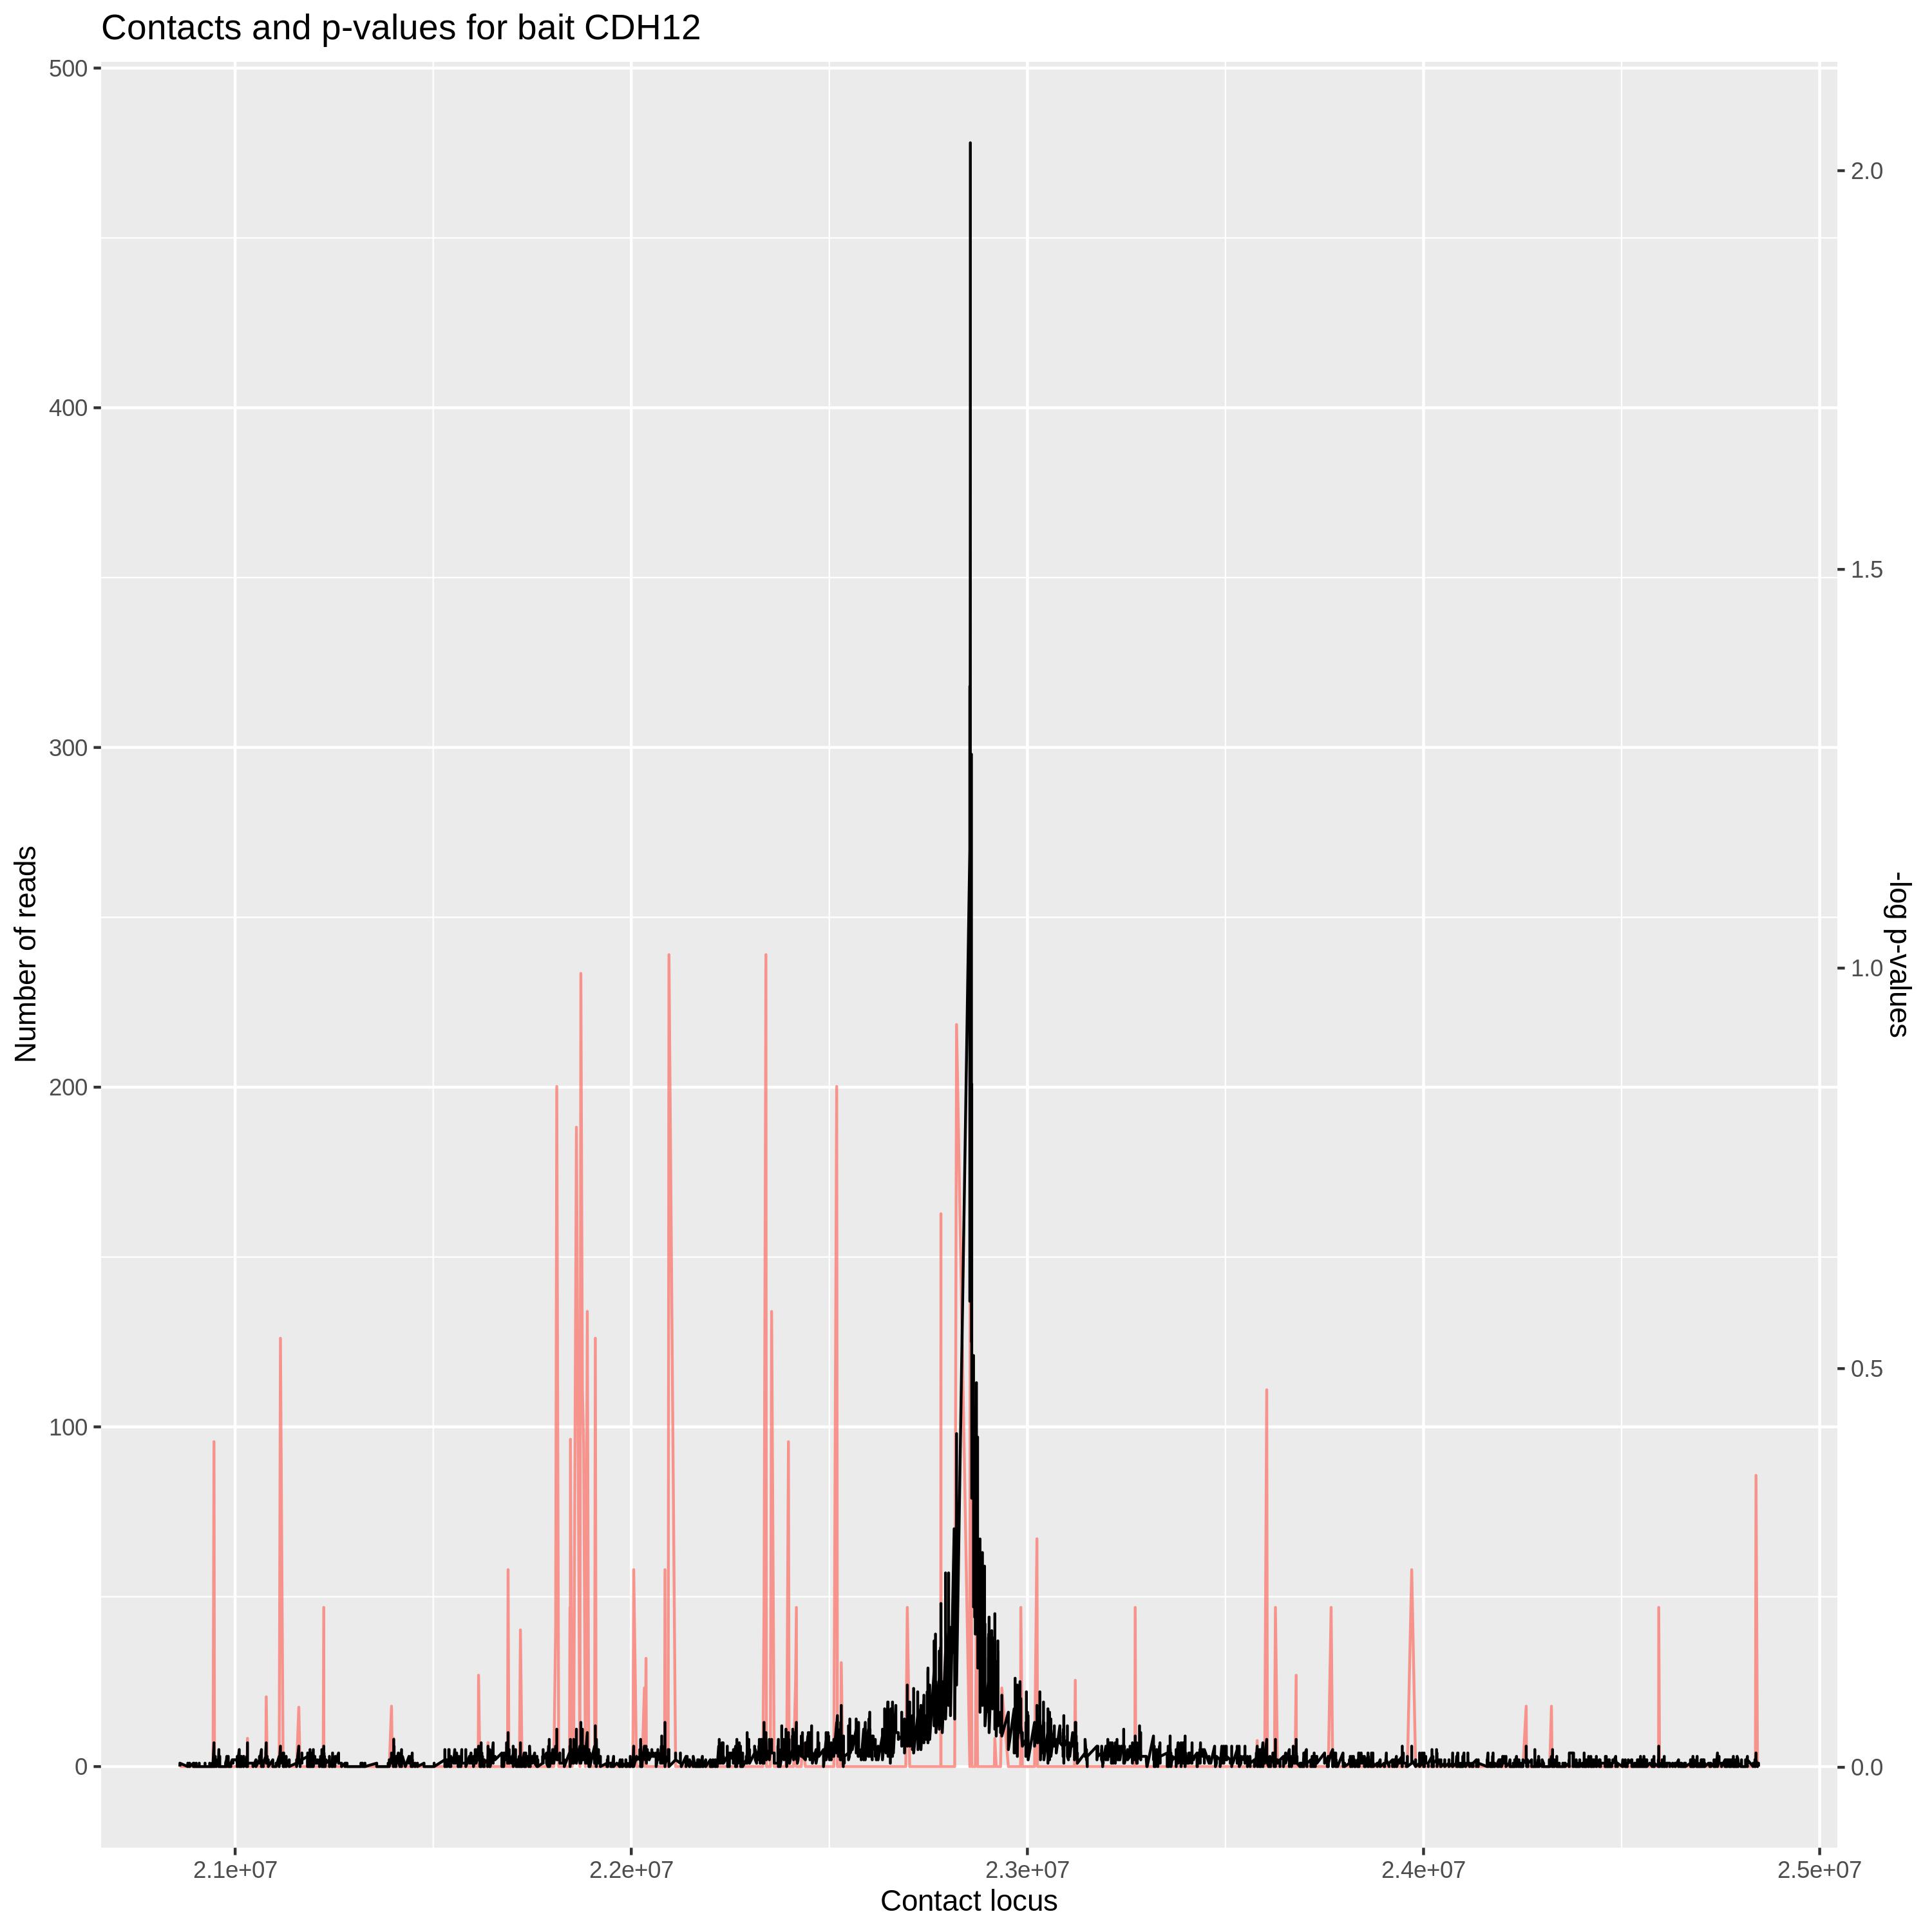 Contacts and p-values for bait CDH12
500
400
300
200
100
0
Number of reads
2.0
1.5
1.0
0.5
0.0
-log p-values
2.1e+07
2.2e+07
2.3e+07
2.4e+07
2.5e+07
Contact locus